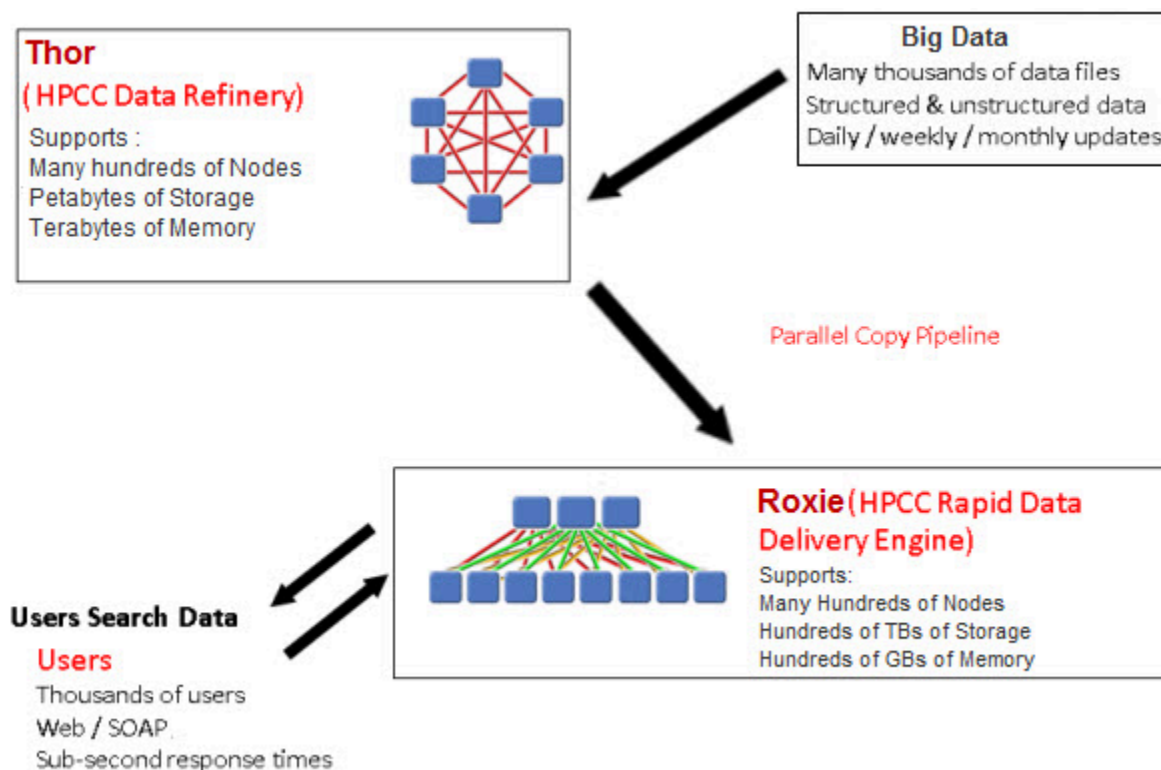 Thor
( HPCC Data Refinery)
Supports :
Many hundreds of Nodes
Petabytes of Storage
Terabytes of Memory
Big Data
Many thousands of data files
Structured & unstructured data
Daily / weekly / monthly updates
Parallel Copy Pipeline
Roxie (HPCC Rapid Data
Delivery Engine)
Supports:
Many Hundreds of Nodes
Hundreds of TBs of Storage
Hundreds of GBs of Memory
Users Search Data
Users
Thousands of users
Web / SOAP
Sub-second response times